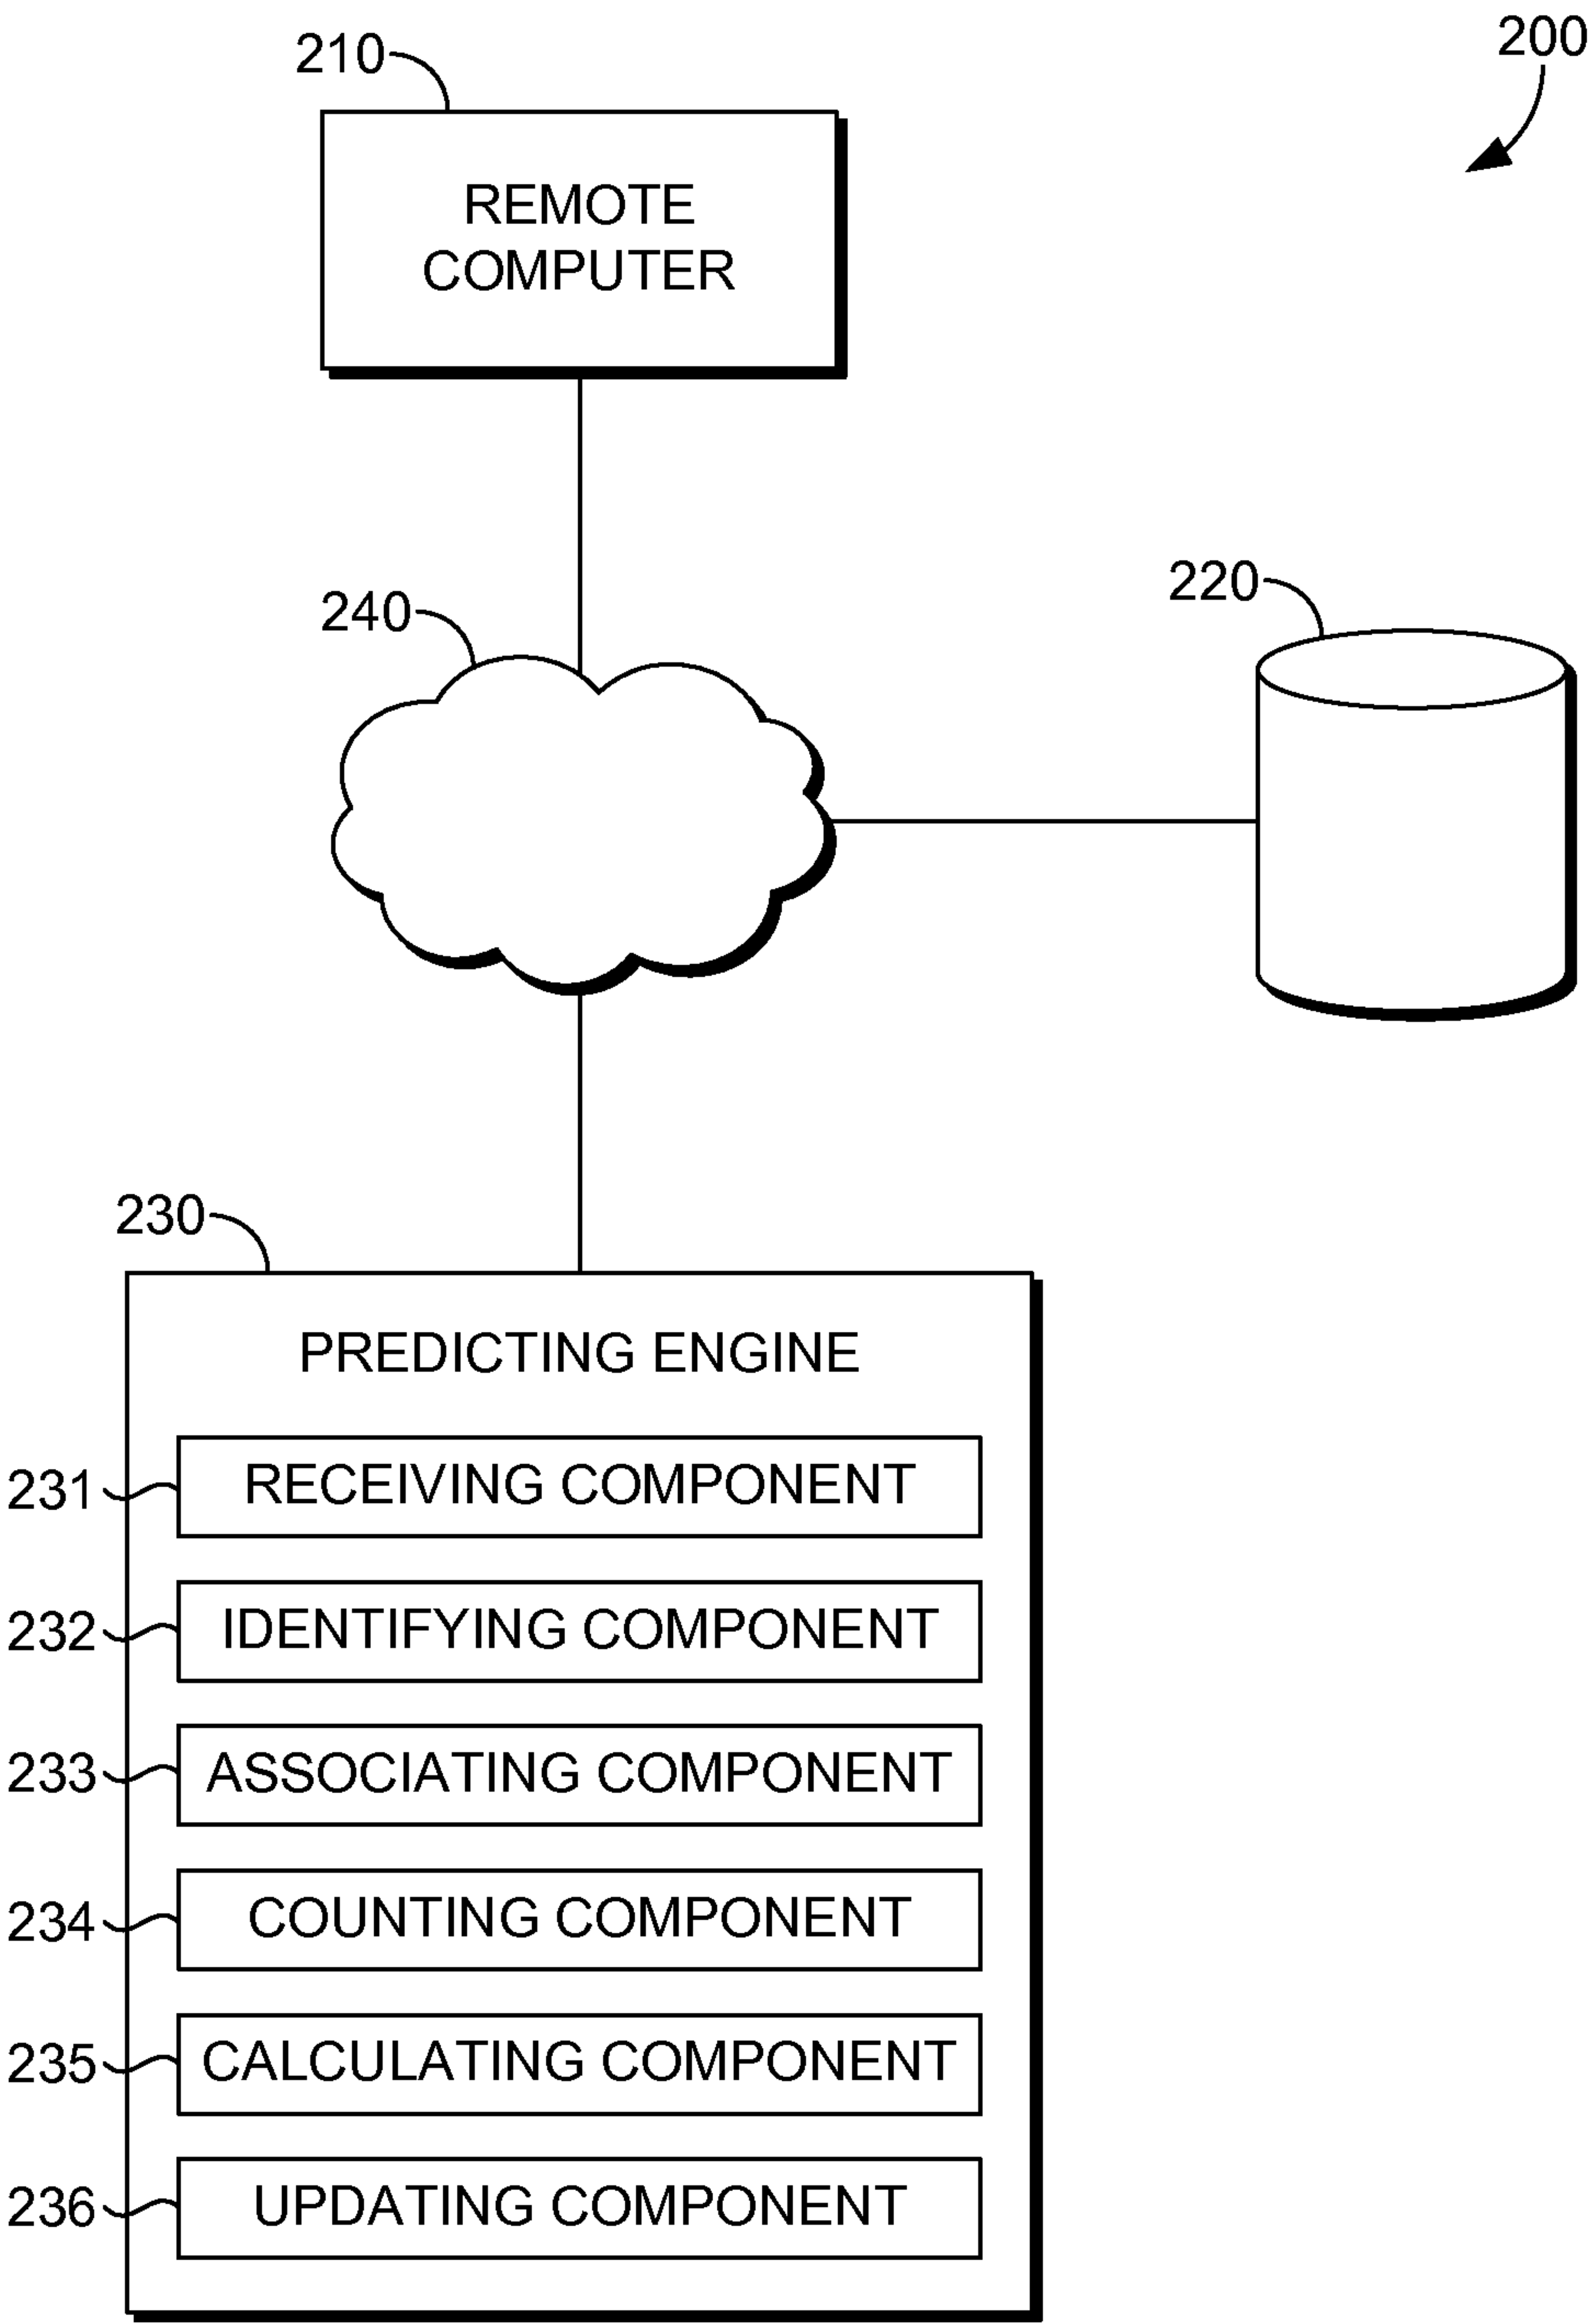 200
210
REMOTE
COMPUTER
220
240
230
PREDICTING ENGINE
231 RECEIVING COMPONENT
232 IDENTIFYING COMPONENT
233 ASSOCIATING COMPONENT
234 COUNTING COMPONENT
235 CALCULATING COMPONENT
236 UPDATING COMPONENT